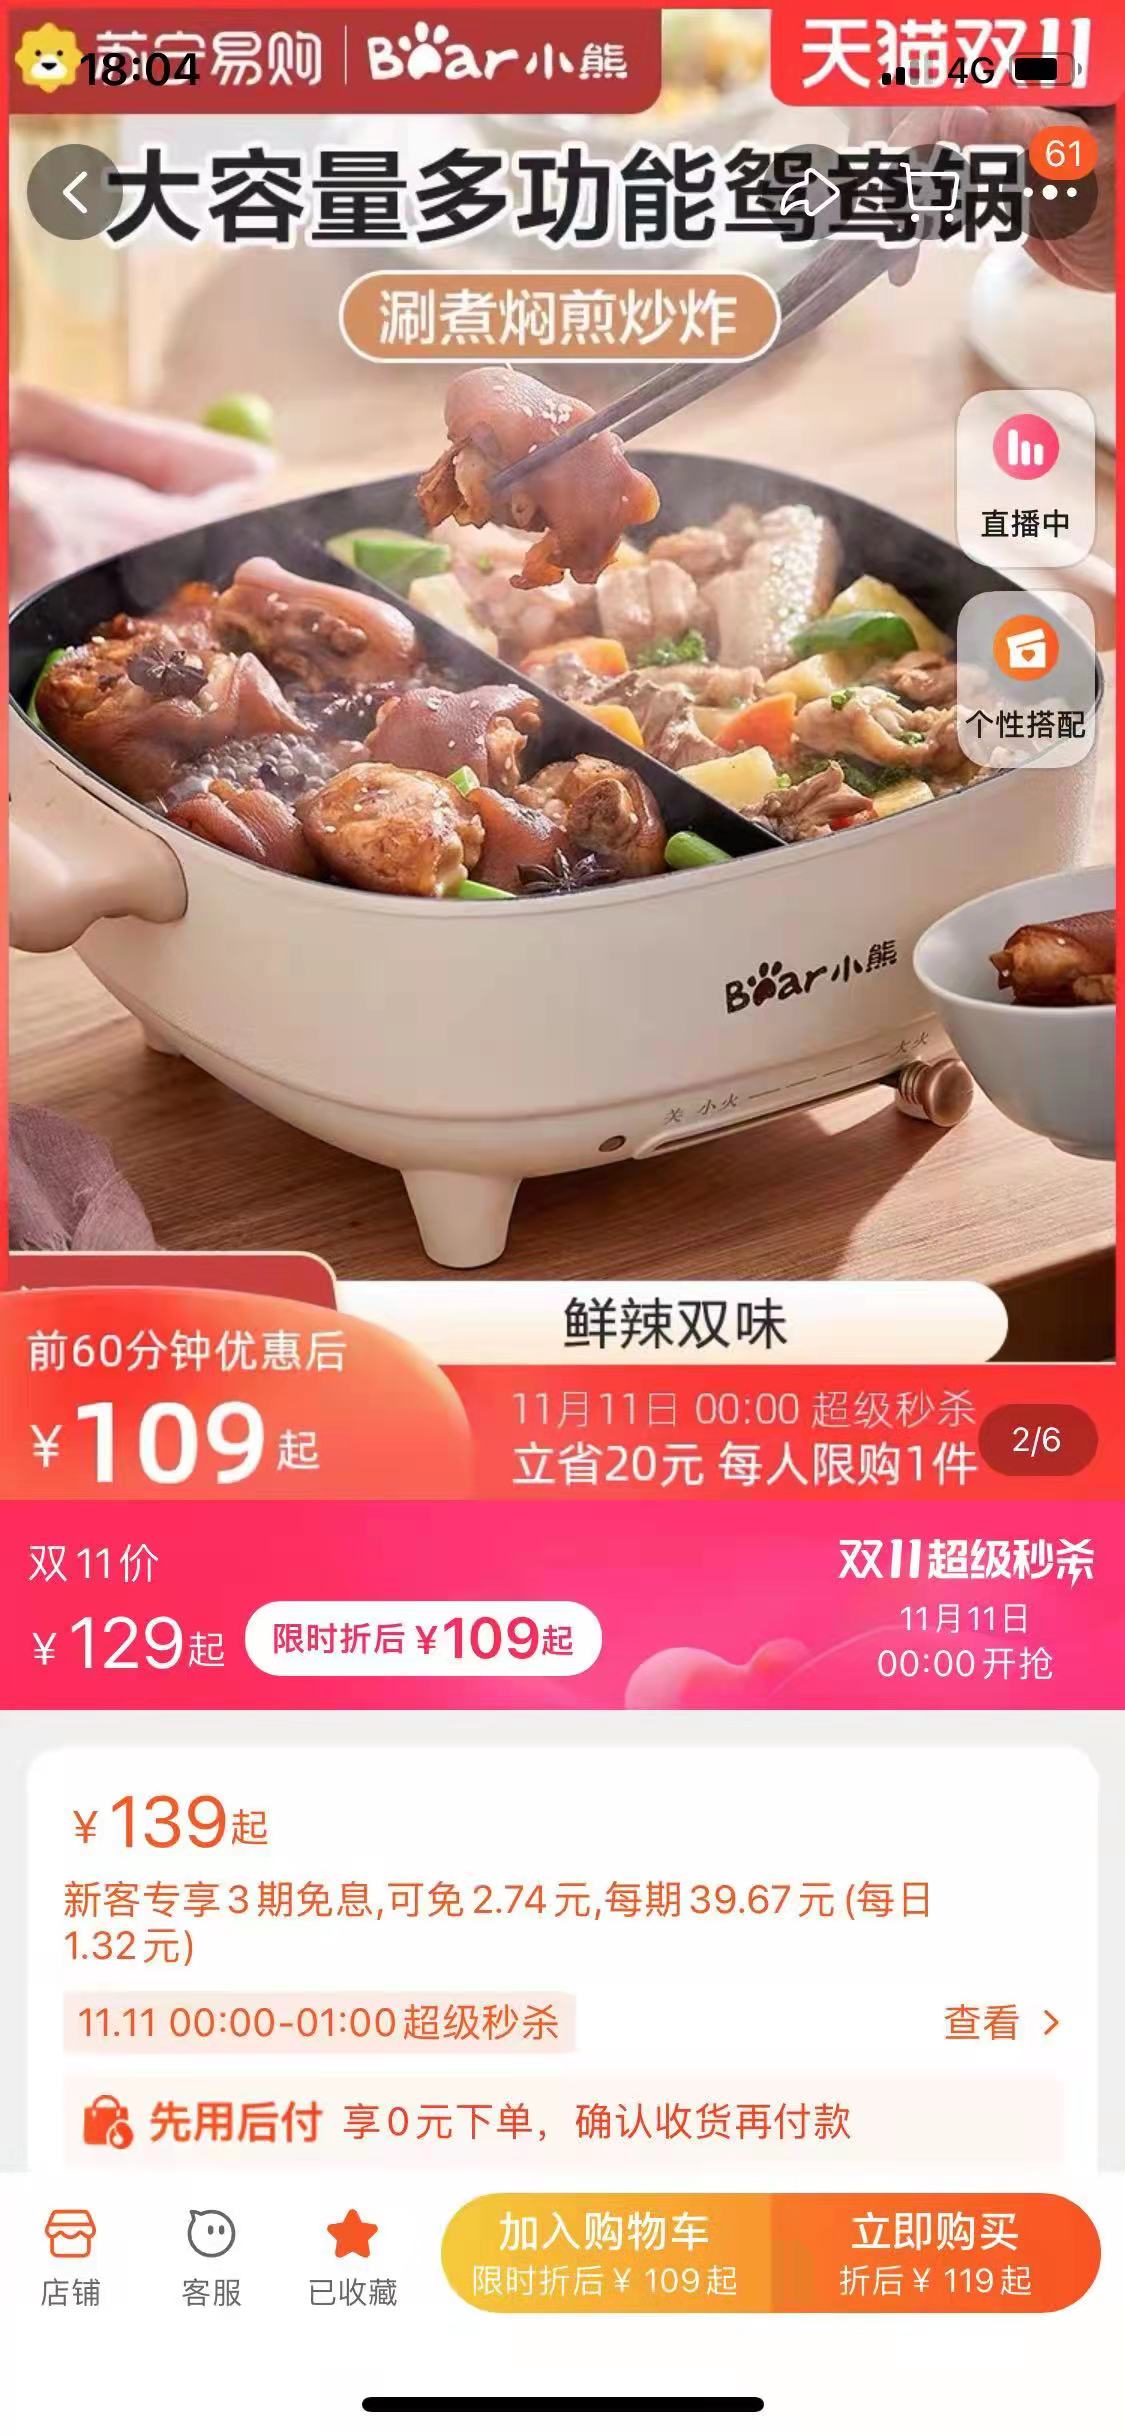 苏宁易购 Bear小熊
天猫双11
18:04
4G
61
大容量多功能鸳鸯锅
涮煮焖煎炒炸
直播中
个性搭配
Bear小熊
关 小火 大火
鲜辣双味
前60分钟优惠后
¥109起
11月11日 00:00 超级秒杀
立省20元 每人限购1件
2/6
双11价
¥129起 限时折后¥109起
双11超级秒杀
11月11日
00:00开抢
¥139起
新客专享3期免息,可免2.74元,每期39.67元(每日
1.32元)
11.11 00:00-01:00超级秒杀
查看
先用后付 享0元下单，确认收货再付款
店铺
客服
已收藏
加入购物车
限时折后¥ 109起
立即购买
折后¥ 119起